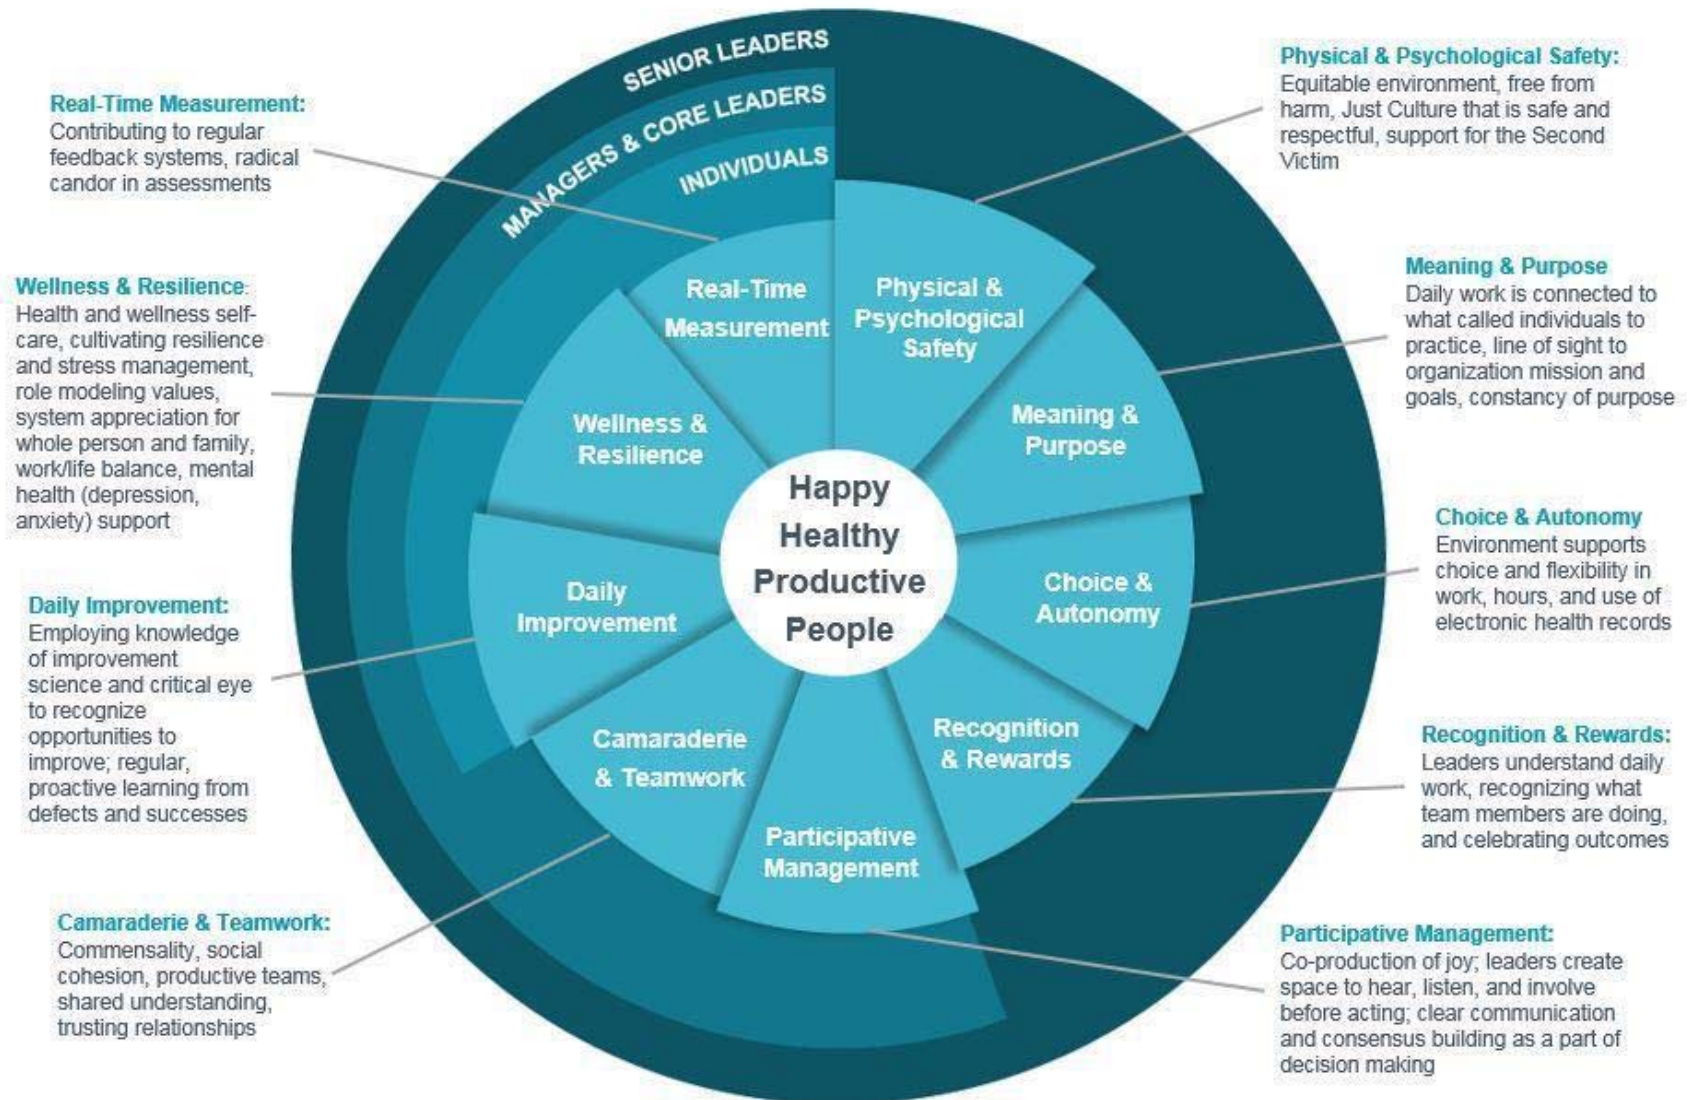 SENIOR LEADERS
MANAGERS & CORE LEADERS
INDIVIDUALS
Real-Time Measurement:
Contributing to regular
feedback systems, radical
candor in assessments
Wellness & Resilience:
Health and wellness self-
care, cultivating resilience
and stress management,
role modeling values,
system appreciation for
whole person and family,
work/life balance, mental
health (depression,
anxiety) support
Daily Improvement:
Employing knowledge
of improvement
science and critical eye
to recognize
opportunities to
improve; regular,
proactive learning from
defects and successes
Camaraderie & Teamwork:
Commensality, social
cohesion, productive teams,
shared understanding,
trusting relationships
Real-Time
Measurement
Physical &
Psychological
Safety
Wellness &
Resilience
Meaning &
Purpose
Happy
Healthy
Productive
People
Daily
Improvement
Choice &
Autonomy
Camaraderie
& Teamwork
Recognition
& Rewards
Participative
Management
Physical & Psychological Safety:
Equitable environment, free from
harm, Just Culture that is safe and
respectful, support for the Second
Victim
Meaning & Purpose
Daily work is connected to
what called individuals to
practice, line of sight to
organization mission and
goals, constancy of purpose
Choice & Autonomy
Environment supports
choice and flexibility in
work, hours, and use of
electronic health records
Recognition & Rewards:
Leaders understand daily
work, recognizing what
team members are doing,
and celebrating outcomes
Participative Management:
Co-production of joy; leaders create
space to hear, listen, and involve
before acting; clear communication
and consensus building as a part of
decision making